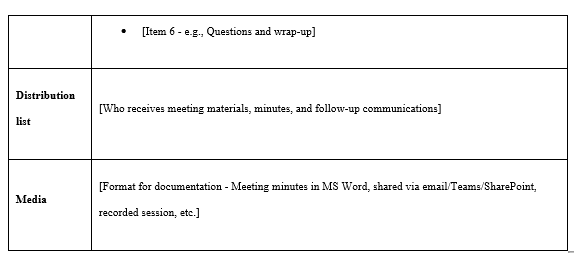 • [Item 6 - e.g., Questions and wrap-up]
Distribution
list
[Who receives meeting materials, minutes, and follow-up communications]
Media
[Format for documentation - Meeting minutes in MS Word, shared via email/Teams/SharePoint,
recorded session, etc.]